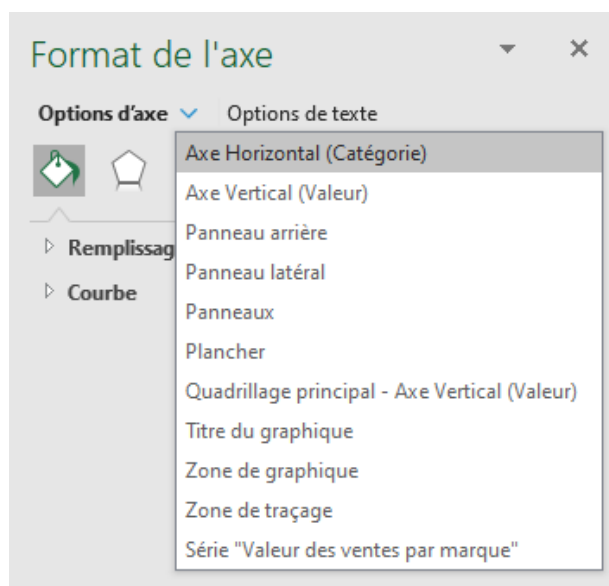 Format de l'axe
Options d'axe Options de texte
Axe Horizontal (Catégorie)
Axe Vertical (Valeur)
Panneau arrière
Remplissag
Panneau latéral
Courbe
Panneaux
Plancher
Quadrillage principal - Axe Vertical (Valeur)
Titre du graphique
Zone de graphique
Zone de traçage
Série "Valeur des ventes par marque"